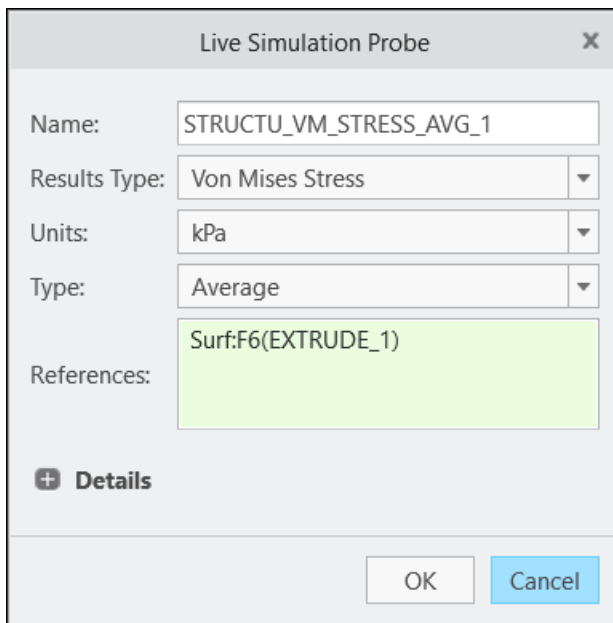 Live Simulation Probe
Name: STRUCTU_VM_STRESS_AVG_1
Results Type: Von Mises Stress
Units: kPa
Type: Average
References: Surf:F6(EXTRUDE_1)
Details
OK Cancel